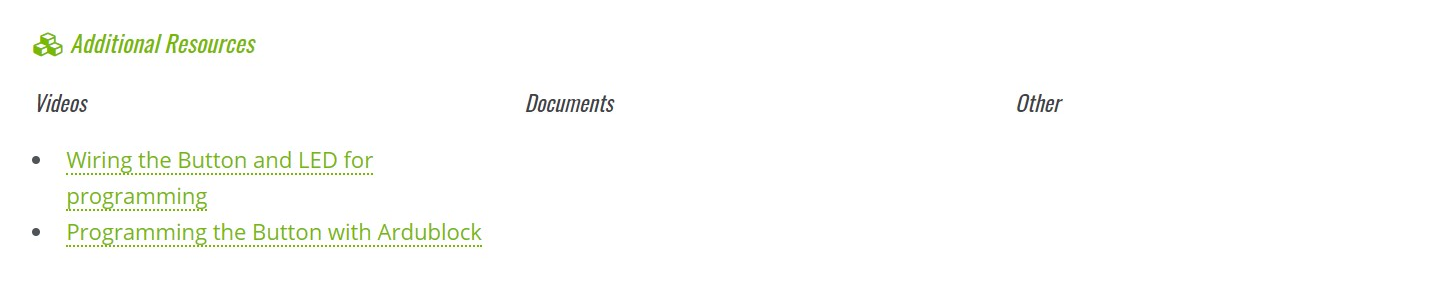 Additional Resources
Videos
Documents
Other
Wiring the Button and LED for
programming
Programming the Button with Ardublock